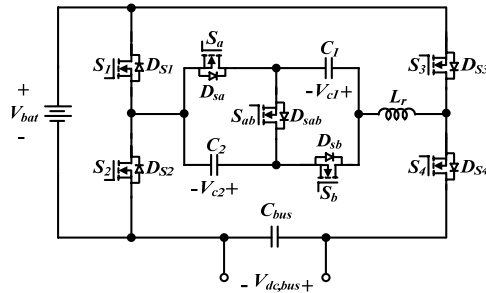 S_a
C_1
S_1 D_S1
D_sa
-V_c1+
S_3 D_S3
+
V_bat
-
S_ab D_sab
L_r
C_2
D_sb
S_2 D_S2
S_4 D_S4
-V_c2+
S_b
C_bus
- V_dc,bus +